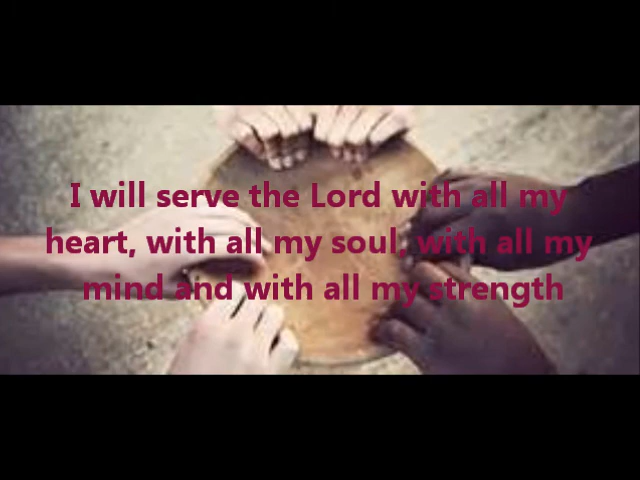 I will serve the Lord with all my
heart, with all my soul, with all my
mind and with all my strength